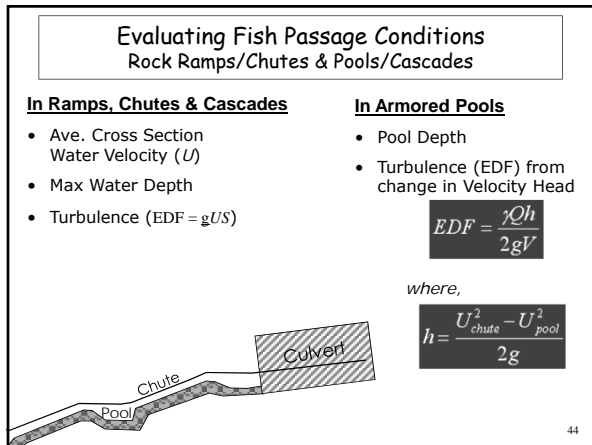 Evaluating Fish Passage Conditions
Rock Ramps/Chutes & Pools/Cascades
In Ramps, Chutes & Cascades
• Ave. Cross Section
Water Velocity (U)
• Max Water Depth
• Turbulence (EDF = gUS)
In Armored Pools
• Pool Depth
• Turbulence (EDF) from
change in Velocity Head
EDF = γQh / 2gV
where,
h = (U²chute − U²pool) / 2g
Culvert
Chute
Pool
44